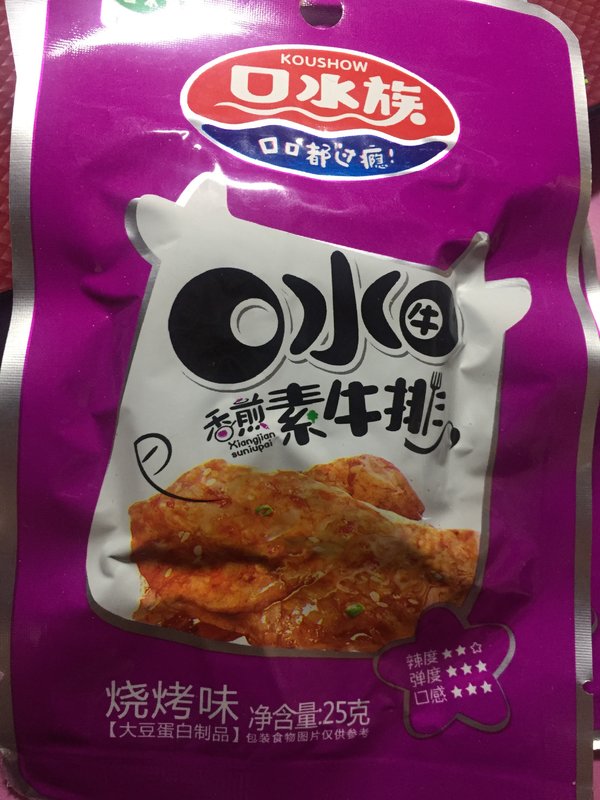 KOUSHOW
口水族
口口都过瘾!
口水牛
香煎素牛排
Xiangjian
suniupai
辣度★★☆
弹度★★★
口感★★★
烧烤味 净含量:25克
【大豆蛋白制品】 包装食物图片仅供参考